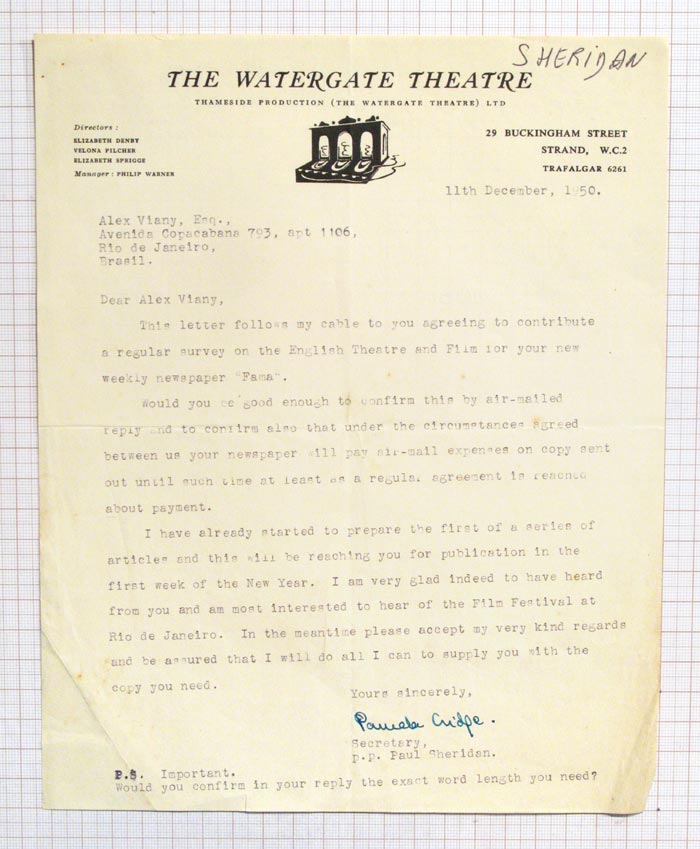 SHERIDAN
THE WATERGATE THEATRE
THAMESIDE PRODUCTION (THE WATERGATE THEATRE) LTD
Directors :
ELIZABETH DENBY
VELONA PILCHER
ELIZABETH SPRIGGE
Manager : PHILIP WARNER
29 BUCKINGHAM STREET
STRAND, W.C.2
TRAFALGAR 6261
11th December, 1950.
Alex Viany, Esq.,
Avenida Copacabana 793, apt 1106,
Rio de Janeiro,
Brasil.
Dear Alex Viany,
This letter follows my cable to you agreeing to contribute
a regular survey on the English Theatre and Film for your new
weekly newspaper "Fama".
Would you be good enough to confirm this by air-mailed
reply and to confirm also that under the circumstances agreed
between us your newspaper will pay air-mail expenses on copy sent
out until such time at least as a regular agreement is reached
about payment.
I have already started to prepare the first of a series of
articles and this will be reaching you for publication in the
first week of the New Year. I am very glad indeed to have heard
from you and am most interested to hear of the Film Festival at
Rio de Janeiro. In the meantime please accept my very kind regards
and be assured that I will do all I can to supply you with the
copy you need.
Yours sincerely,
Pamela Cridge.
Secretary,
p.p. Paul Sheridan.
P.S. Important.
Would you confirm in your reply the exact word length you need?